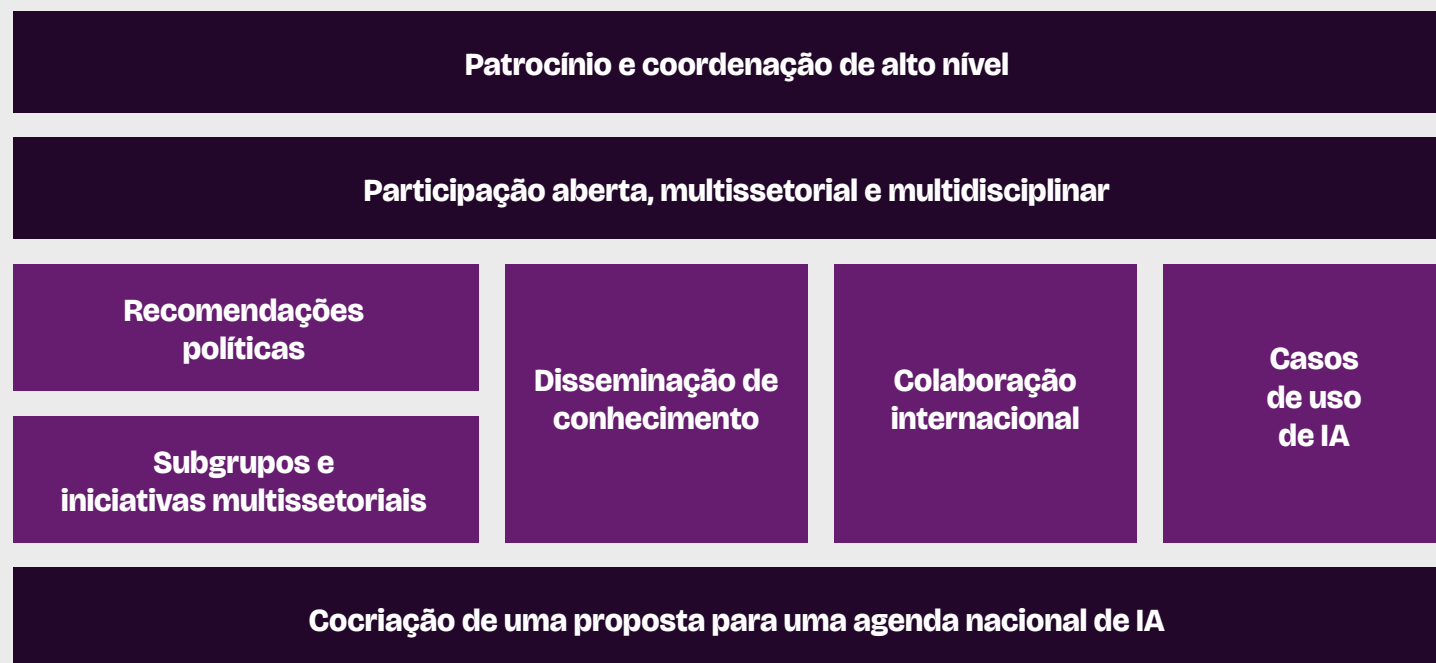 Patrocínio e coordenação de alto nível
Participação aberta, multissetorial e multidisciplinar
Recomendações
políticas
Subgrupos e
iniciativas multissetoriais
Disseminação de
conhecimento
Colaboração
internacional
Casos
de uso
de IA
Cocriação de uma proposta para uma agenda nacional de IA